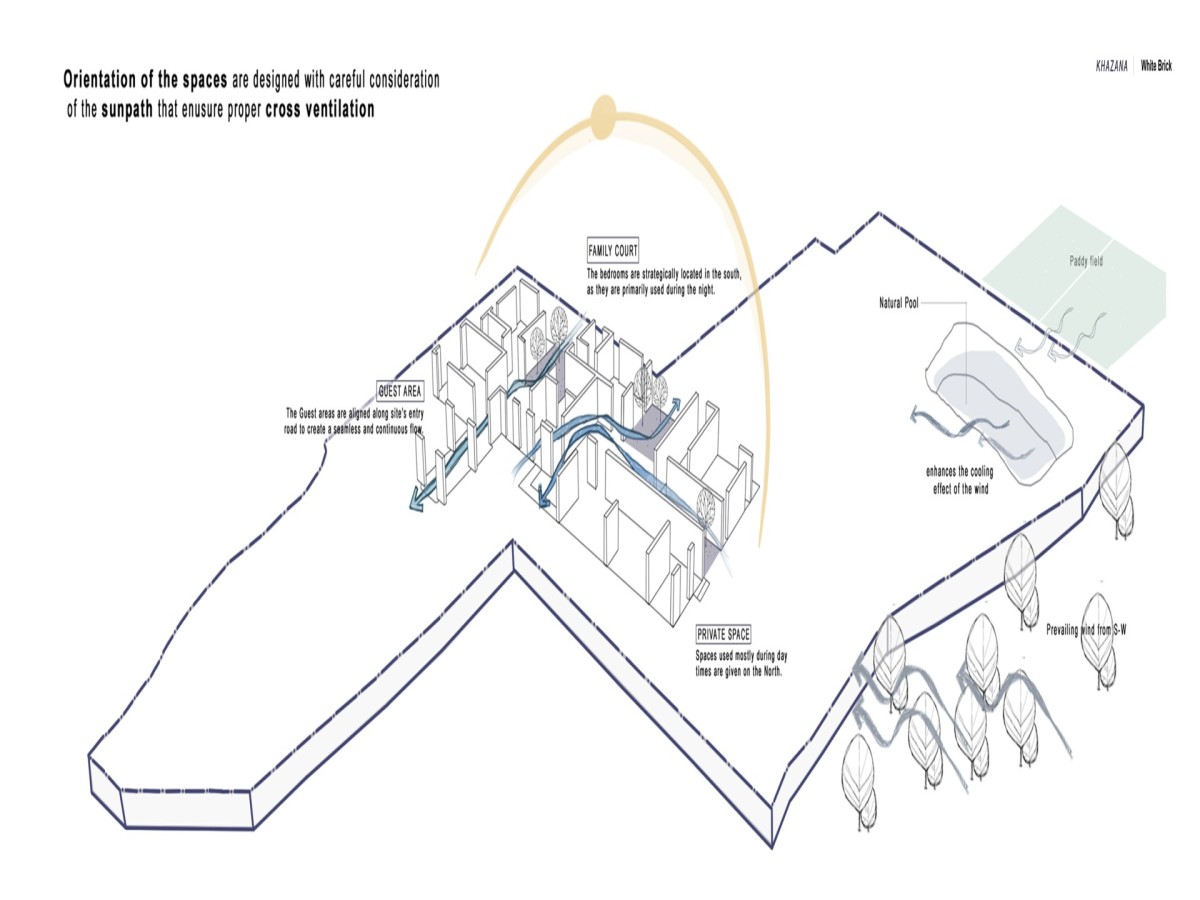 Orientation of the spaces are designed with careful consideration
of the sunpath that enusure proper cross ventilation
KHAZANA | White Brick
FAMILY COURT
The bedrooms are strategically located in the south,
as they are primarily used during the night.
Paddy field
Natural Pool
GUEST AREA
The Guest areas are aligned along site's entry
road to create a seamless and continuous flow.
enhances the cooling
effect of the wind
Prevailing wind from S-W
PRIVATE SPACE
Spaces used mostly during day
times are given on the North.